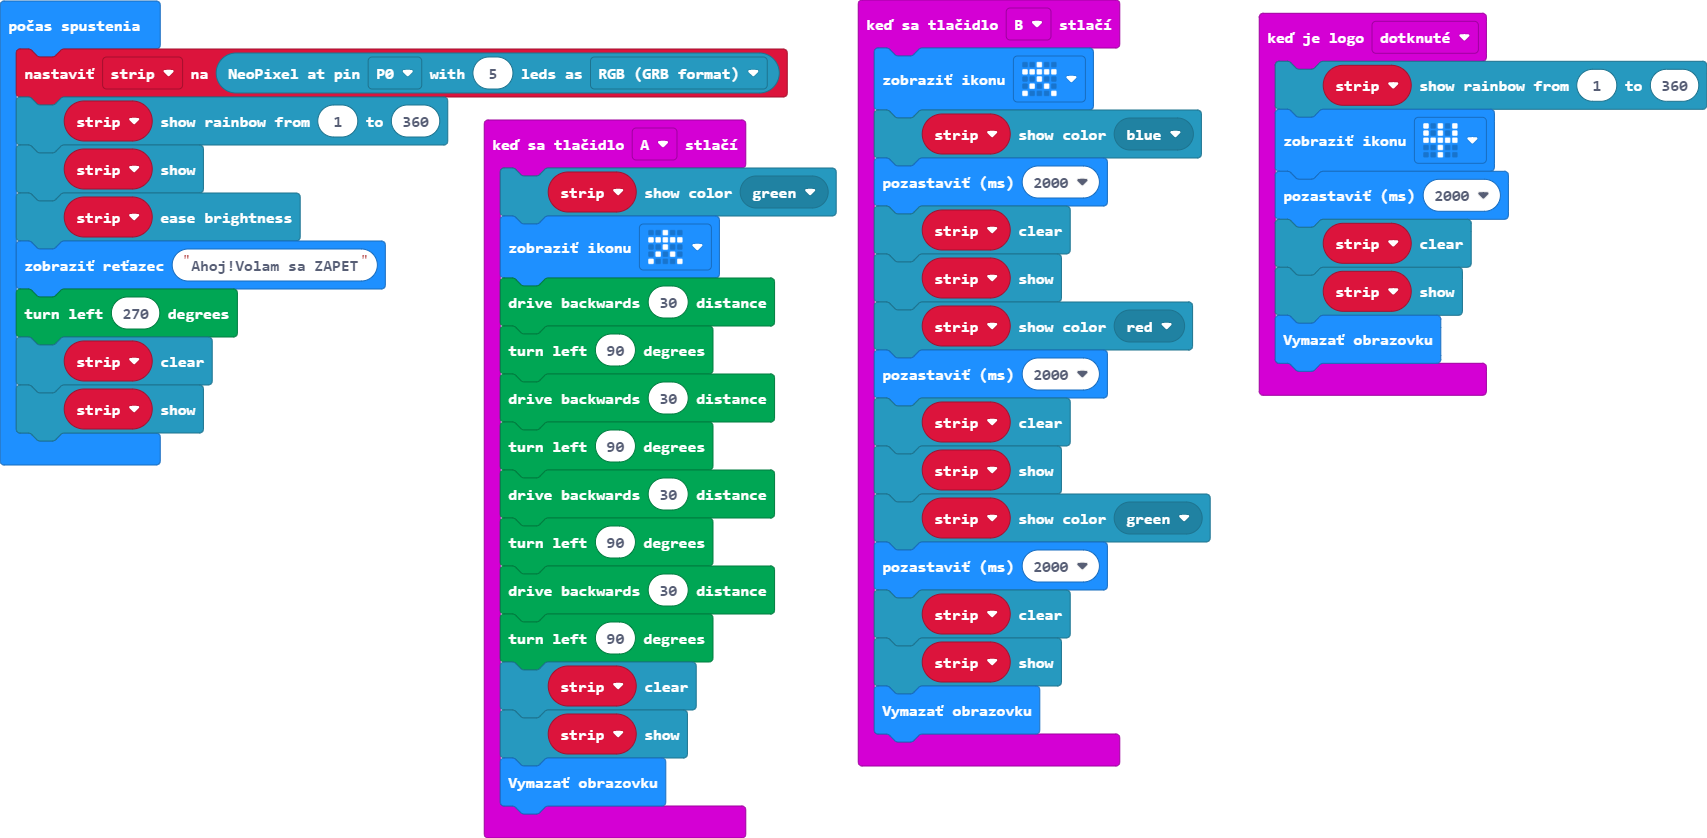 počas spustenia
nastaviť strip na NeoPixel at pin P0 with 5 leds as RGB (GRB format)
strip show rainbow from 1 to 360
strip show
strip ease brightness
zobraziť reťazec "Ahoj!Volam sa ZAPET"
turn left 270 degrees
strip clear
strip show
keď sa tlačidlo A stlačí
strip show color green
zobraziť ikonu
drive backwards 30 distance
turn left 90 degrees
drive backwards 30 distance
turn left 90 degrees
drive backwards 30 distance
turn left 90 degrees
drive backwards 30 distance
turn left 90 degrees
strip clear
strip show
Vymazať obrazovku
keď sa tlačidlo B stlačí
zobraziť ikonu
strip show color blue
pozastaviť (ms) 2000
strip clear
strip show
strip show color red
pozastaviť (ms) 2000
strip clear
strip show
strip show color green
pozastaviť (ms) 2000
strip clear
strip show
Vymazať obrazovku
keď je logo dotknuté
strip show rainbow from 1 to 360
zobraziť ikonu
pozastaviť (ms) 2000
strip clear
strip show
Vymazať obrazovku